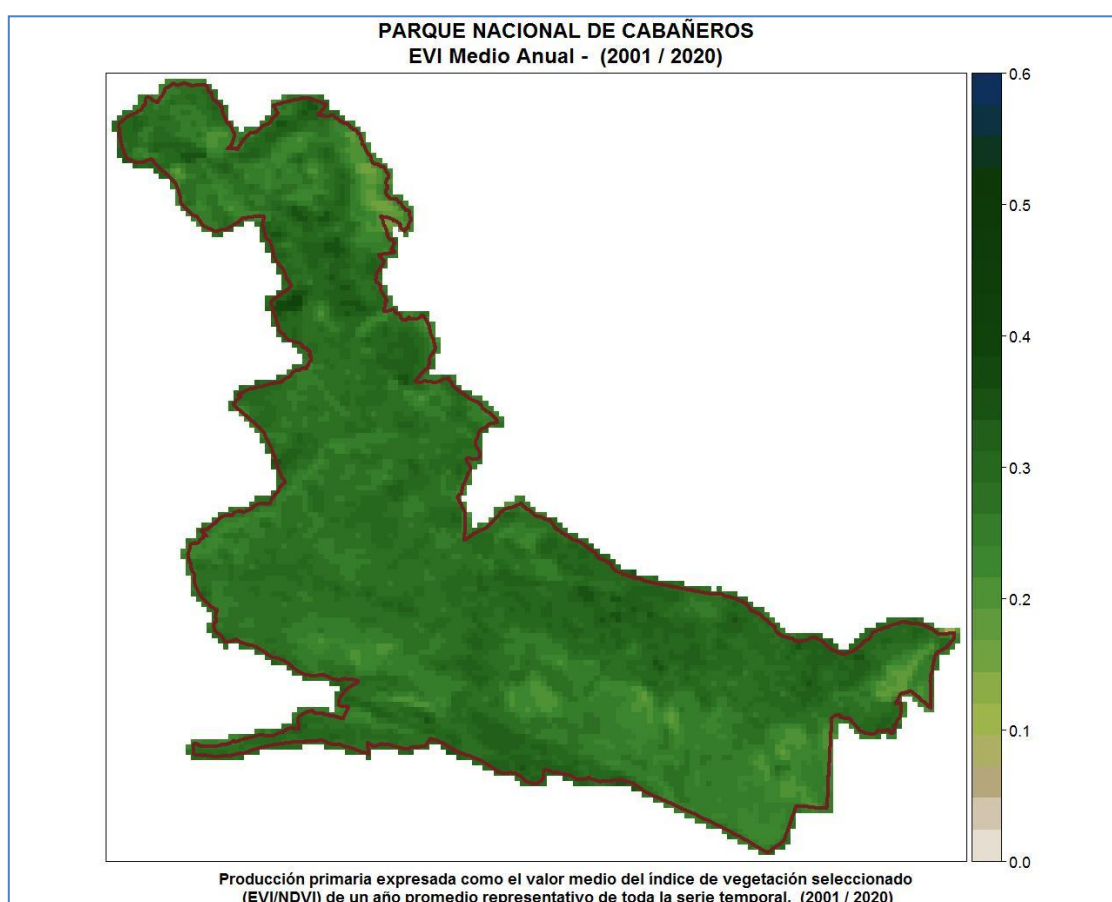 PARQUE NACIONAL DE CABAÑEROS
EVI Medio Anual - (2001 / 2020)
0.6
0.5
0.4
0.3
0.2
0.1
0.0
Producción primaria expresada como el valor medio del índice de vegetación seleccionado
(EVI/NDVI) de un año promedio representativo de toda la serie temporal. (2001 / 2020)